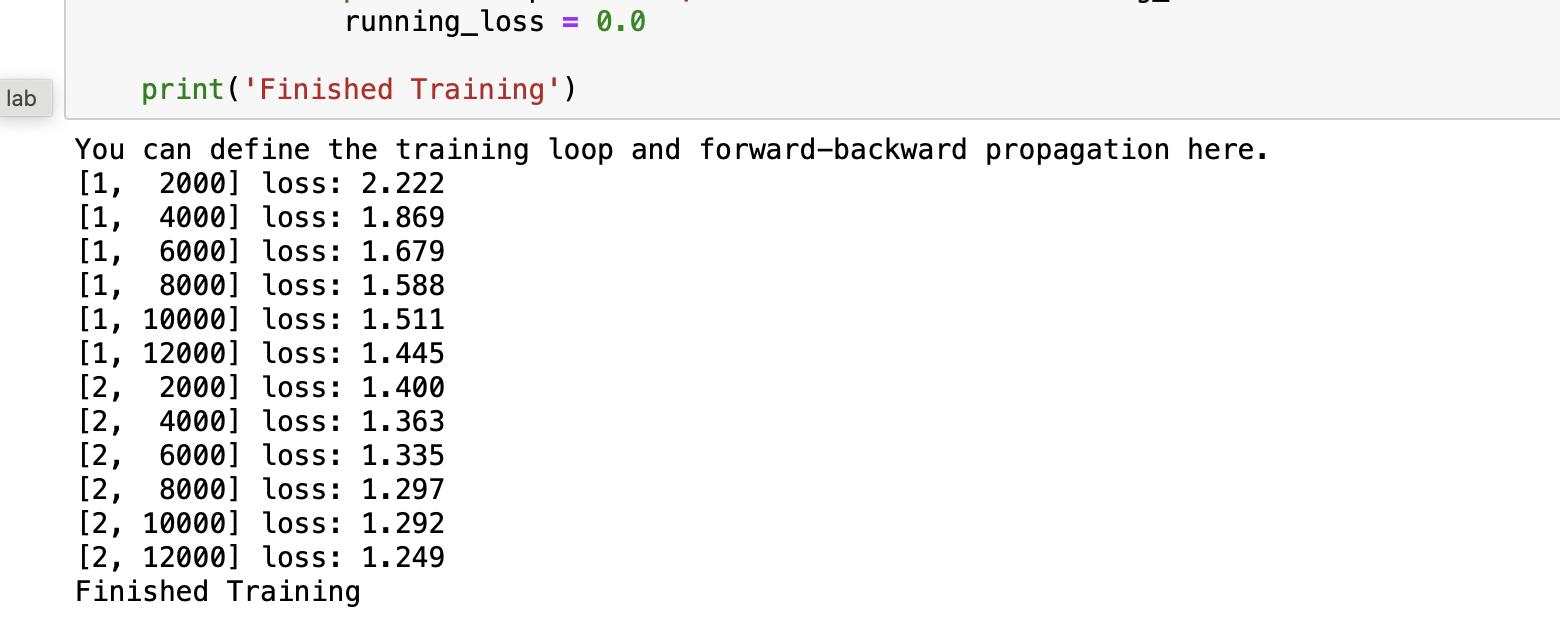 running_loss = 0.0
print('Finished Training')
lab
You can define the training loop and forward-backward propagation here.
[1,  2000] loss: 2.222
[1,  4000] loss: 1.869
[1,  6000] loss: 1.679
[1,  8000] loss: 1.588
[1, 10000] loss: 1.511
[1, 12000] loss: 1.445
[2,  2000] loss: 1.400
[2,  4000] loss: 1.363
[2,  6000] loss: 1.335
[2,  8000] loss: 1.297
[2, 10000] loss: 1.292
[2, 12000] loss: 1.249
Finished Training